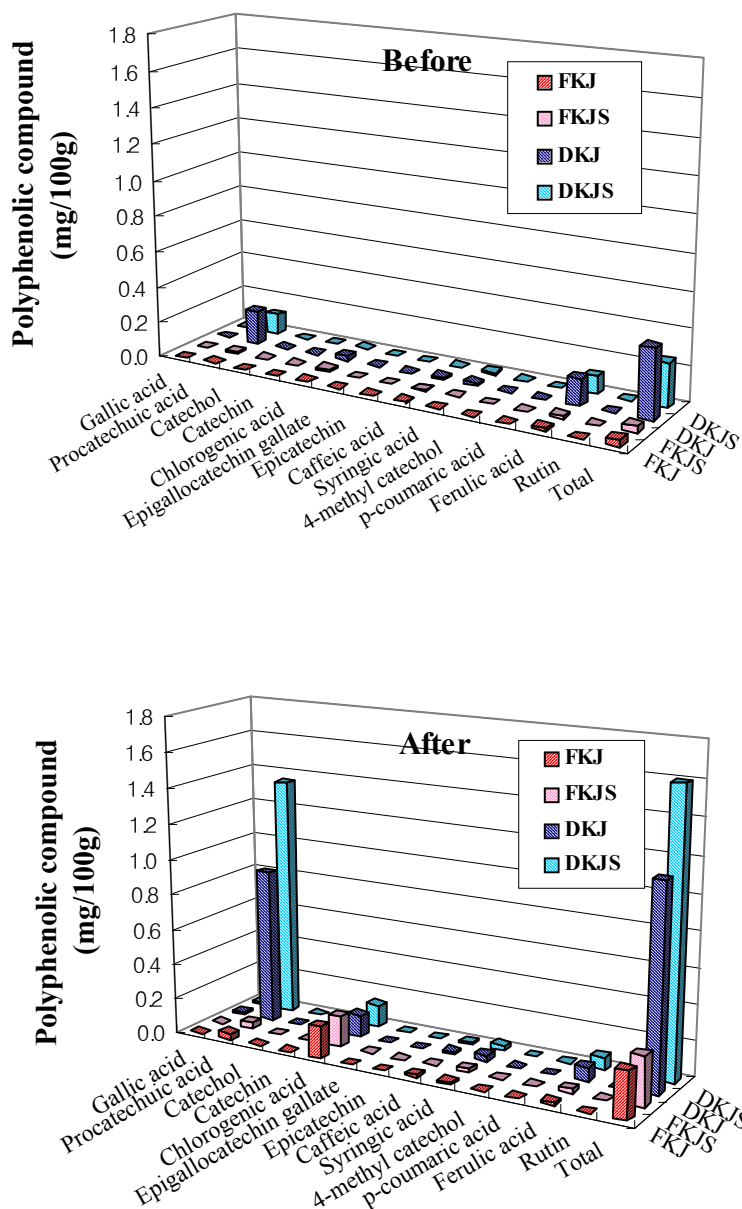 Before
Polyphenolic compound
(mg/100g)
1.8
1.6
1.4
1.2
1.0
0.8
0.6
0.4
0.2
0.0
FKJ
FKJS
DKJ
DKJS
Gallic acid
Procatechuic acid
Catechol
Catechin
Chlorogenic acid
Epigallocatechin gallate
Epicatechin
Caffeic acid
Syringic acid
4-methyl catechol
p-coumaric acid
Ferulic acid
Rutin
Total
DKJS
DKJ
FKJS
FKJ
After
Polyphenolic compound
(mg/100g)
1.8
1.6
1.4
1.2
1.0
0.8
0.6
0.4
0.2
0.0
FKJ
FKJS
DKJ
DKJS
Gallic acid
Procatechuic acid
Catechol
Catechin
Chlorogenic acid
Epigallocatechin gallate
Epicatechin
Caffeic acid
Syringic acid
4-methyl catechol
p-coumaric acid
Ferulic acid
Rutin
Total
DKJS
DKJ
FKJS
FKJ